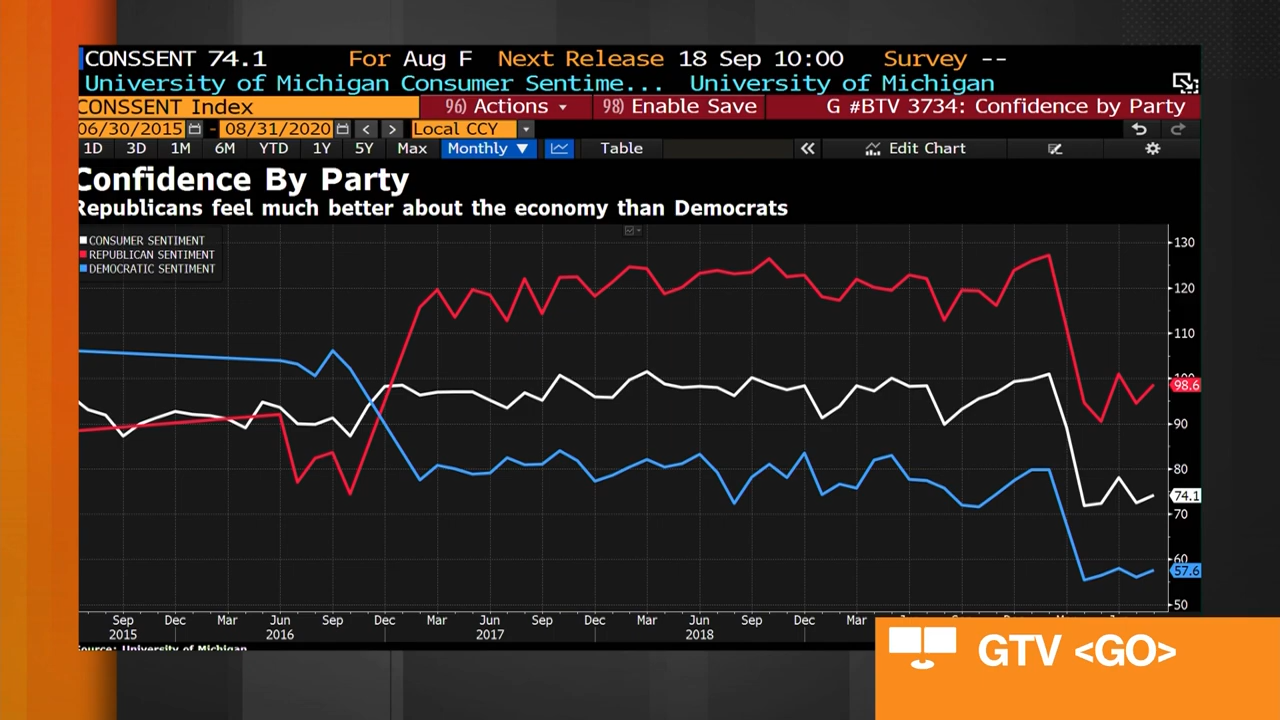 CONSSENT 74.1 For Aug F Next Release 18 Sep 10:00 Survey --
University of Michigan Consumer Sentime... University of Michigan
CONSSENT Index 96) Actions 98) Enable Save G #BTV 3734: Confidence by Party
06/30/2015 - 08/31/2020 < > Local CCY
1D 3D 1M 6M YTD 1Y 5Y Max Monthly ▼ Table « Edit Chart
Confidence By Party
Republicans feel much better about the economy than Democrats
CONSUMER SENTIMENT
REPUBLICAN SENTIMENT
DEMOCRATIC SENTIMENT
130
120
110
98.6
90
80
74.1
70
60
57.6
50
Sep Dec Mar Jun Sep Dec Mar Jun Sep Dec Mar Jun Sep Dec Mar
2015 2016 2017 2018
Source: University of Michigan
GTV <GO>